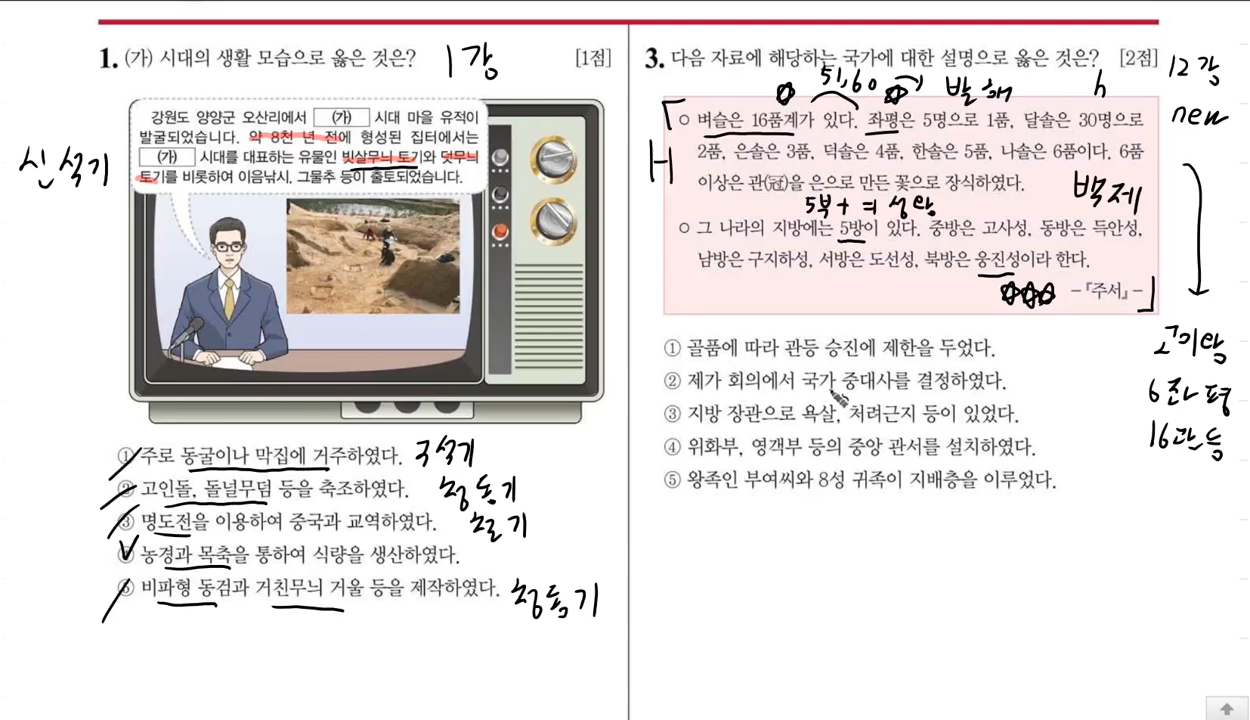 1. (가) 시대의 생활 모습으로 옳은 것은? 1강 [1점]
강원도 양양군 오산리에서 (가) 시대 마을 유적이
발굴되었습니다. 약 8천 년 전에 형성된 집터에서는
(가) 시대를 대표하는 유물인 빗살무늬 토기와 덧무늬
토기를 비롯하여 이음낚시, 그물추 등이 출토되었습니다.
신석기
① 주로 동굴이나 막집에 거주하였다. 구석기
② 고인돌, 돌널무덤 등을 축조하였다. 청동기
③ 명도전을 이용하여 중국과 교역하였다. 철기
④ 농경과 목축을 통하여 식량을 생산하였다.
⑤ 비파형 동검과 거친무늬 거울 등을 제작하였다. 청동기
3. 다음 자료에 해당하는 국가에 대한 설명으로 옳은 것은? [2점]
12강
51,60 발해
new
○ 벼슬은 16품계가 있다. 좌평은 5명으로 1품, 달솔은 30명으로
2품, 은솔은 3품, 덕솔은 4품, 한솔은 5품, 나솔은 6품이다. 6품
이상은 관(冠)을 은으로 만든 꽃으로 장식하였다.
백제
5부+
○ 그 나라의 지방에는 5방이 있다. 중방은 고사성, 동방은 득안성,
남방은 구지하성, 서방은 도선성, 북방은 웅진성이라 한다.
-『주서』-
고이왕
6좌평
16관등
① 골품에 따라 관등 승진에 제한을 두었다.
② 제가 회의에서 국가 중대사를 결정하였다.
③ 지방 장관으로 욕살, 처려근지 등이 있었다.
④ 위화부, 영객부 등의 중앙 관서를 설치하였다.
⑤ 왕족인 부여씨와 8성 귀족이 지배층을 이루었다.